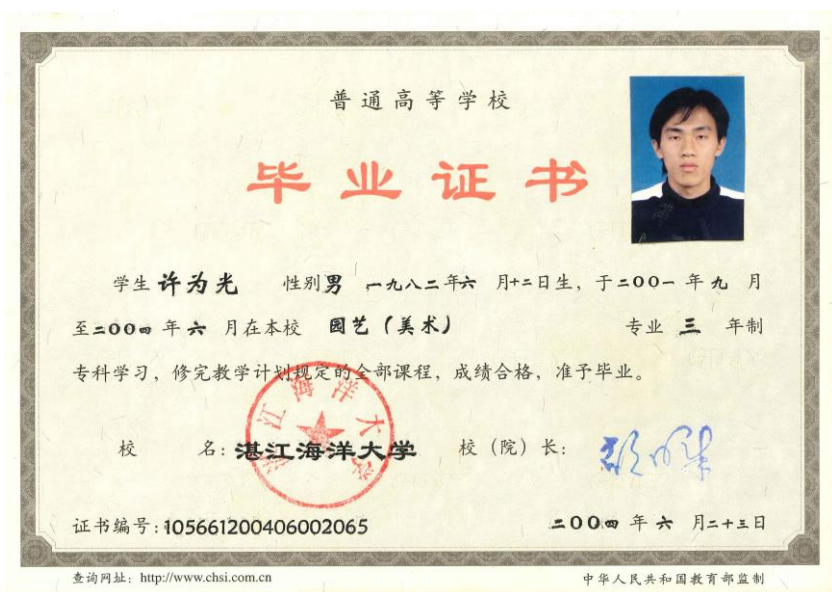 普通高等学校
毕业证书
学生 许为光 性别 男 一九八二年六月十二日生，于二〇〇一年九月
至二〇〇四年六月在本校 园艺（美术） 专业 三 年制
专科学习，修完教学计划规定的全部课程，成绩合格，准予毕业。
校 名：湛江海洋大学 校（院）长：
湛江海洋大学
证书编号：105661200406002065 二〇〇四年六月二十三日
查询网址：http://www.chsi.com.cn 中华人民共和国教育部监制